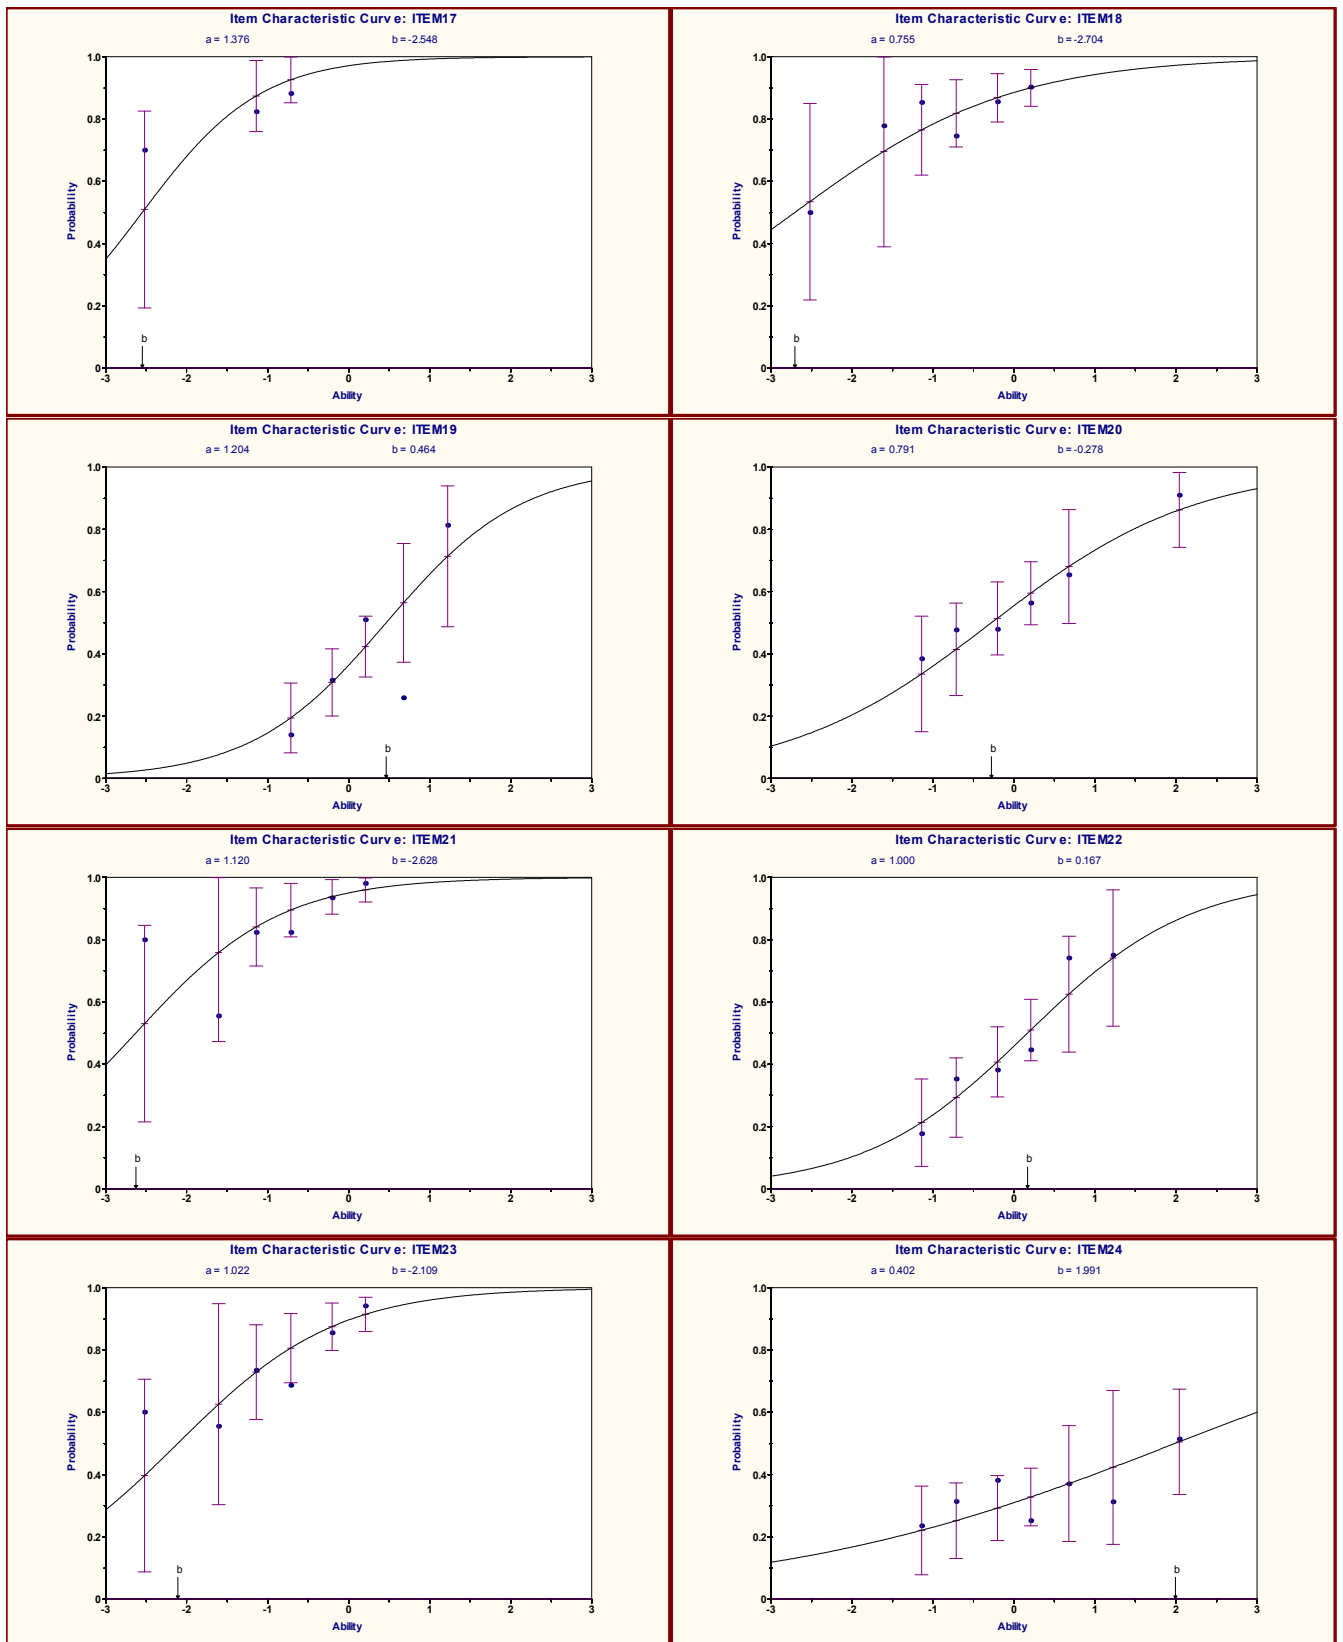 Item Characteristic Curve: ITEM17
a = 1.376 b = -2.548
1.0
0.8
0.6
0.4
0.2
0
Probability
b
-3 -2 -1 0 1 2 3
Ability
Item Characteristic Curve: ITEM18
a = 0.755 b = -2.704
1.0
0.8
0.6
0.4
0.2
0
Probability
b
-3 -2 -1 0 1 2 3
Ability
Item Characteristic Curve: ITEM19
a = 1.204 b = 0.464
1.0
0.8
0.6
0.4
0.2
0
Probability
b
-3 -2 -1 0 1 2 3
Ability
Item Characteristic Curve: ITEM20
a = 0.791 b = -0.278
1.0
0.8
0.6
0.4
0.2
0
Probability
b
-3 -2 -1 0 1 2 3
Ability
Item Characteristic Curve: ITEM21
a = 1.120 b = -2.628
1.0
0.8
0.6
0.4
0.2
0
Probability
b
-3 -2 -1 0 1 2 3
Ability
Item Characteristic Curve: ITEM22
a = 1.000 b = 0.167
1.0
0.8
0.6
0.4
0.2
0
Probability
b
-3 -2 -1 0 1 2 3
Ability
Item Characteristic Curve: ITEM23
a = 1.022 b = -2.109
1.0
0.8
0.6
0.4
0.2
0
Probability
b
-3 -2 -1 0 1 2 3
Ability
Item Characteristic Curve: ITEM24
a = 0.402 b = 1.991
1.0
0.8
0.6
0.4
0.2
0
Probability
b
-3 -2 -1 0 1 2 3
Ability